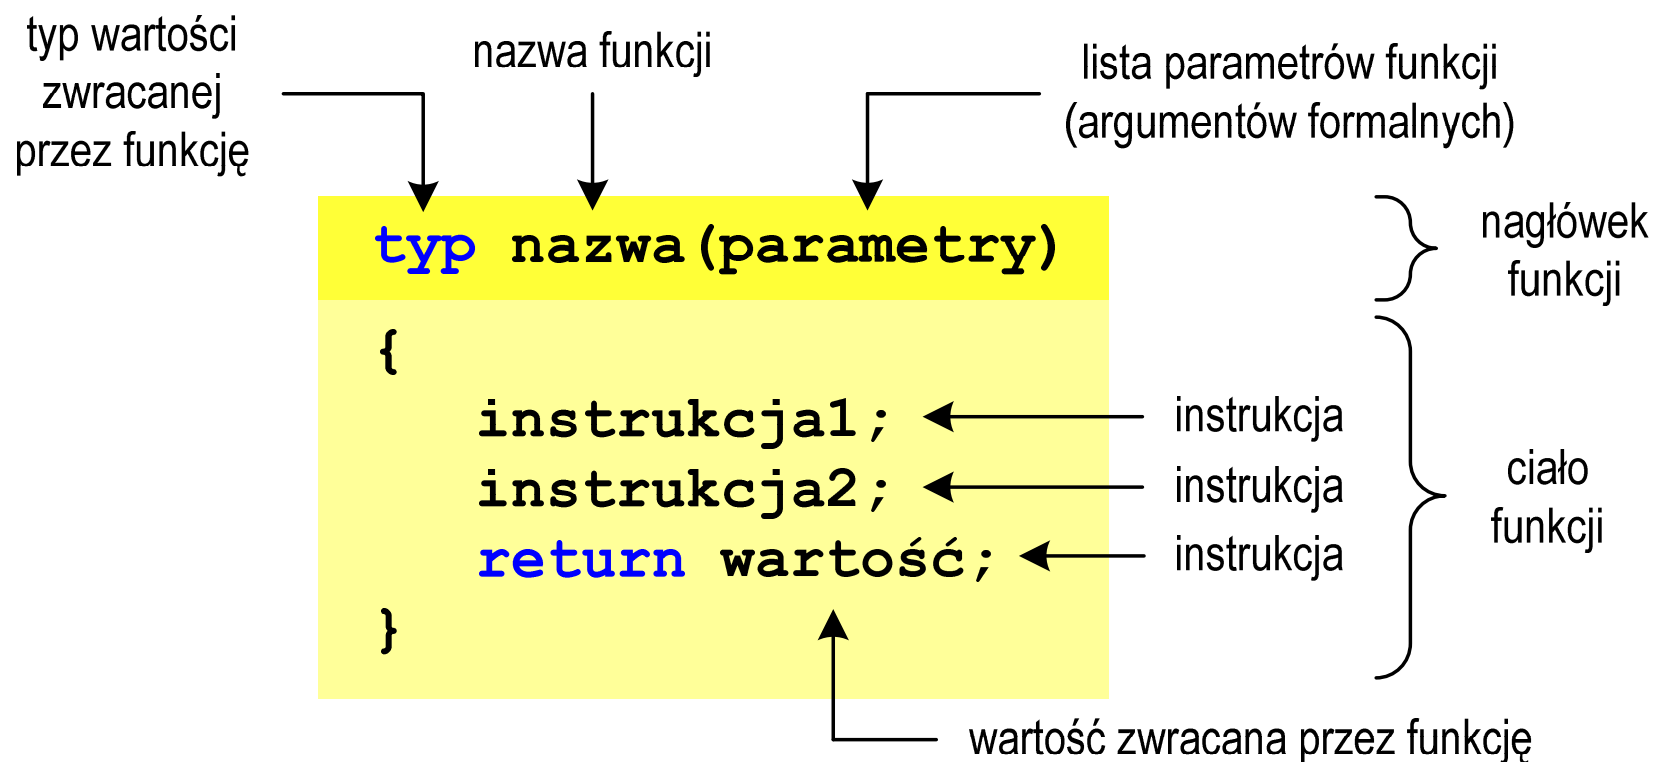 typ wartości
zwracanej
przez funkcję
nazwa funkcji
lista parametrów funkcji
(argumentów formalnych)
typ nazwa(parametry)
nagłówek
funkcji
{
instrukcja1;
instrukcja
instrukcja2;
instrukcja
return wartość;
instrukcja
}
ciało
funkcji
wartość zwracana przez funkcję